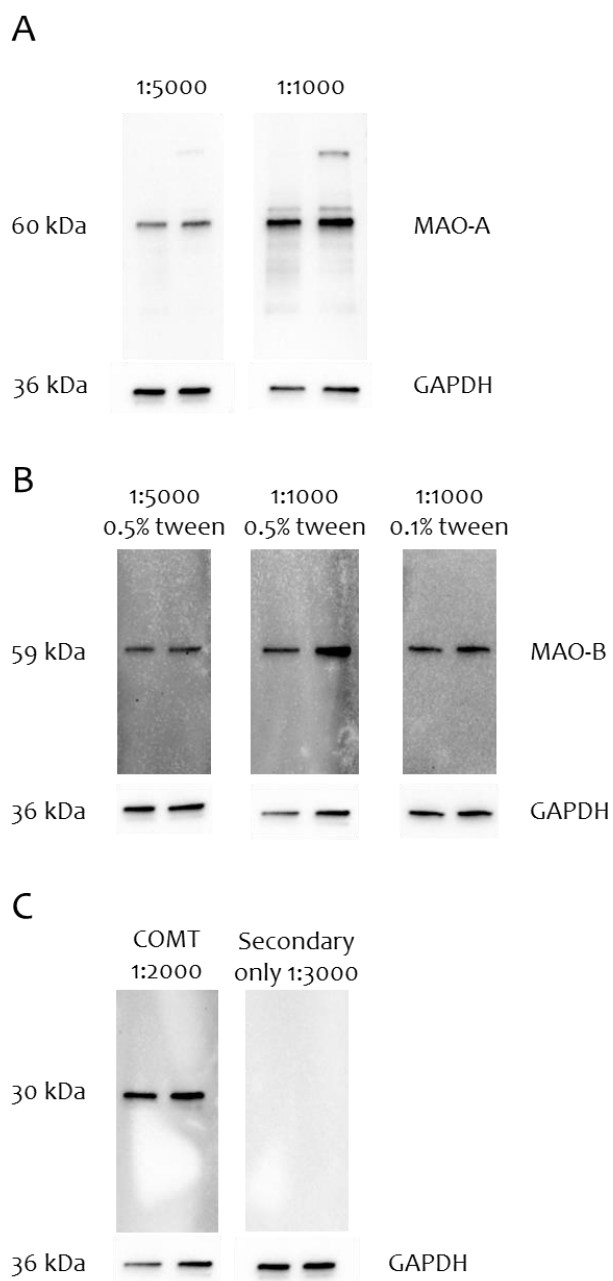 A
1:5000 1:1000
60 kDa MAO-A
36 kDa GAPDH
B
1:5000 1:1000 1:1000
0.5% tween 0.5% tween 0.1% tween
59 kDa MAO-B
36 kDa GAPDH
C
COMT Secondary
1:2000 only 1:3000
30 kDa
36 kDa GAPDH